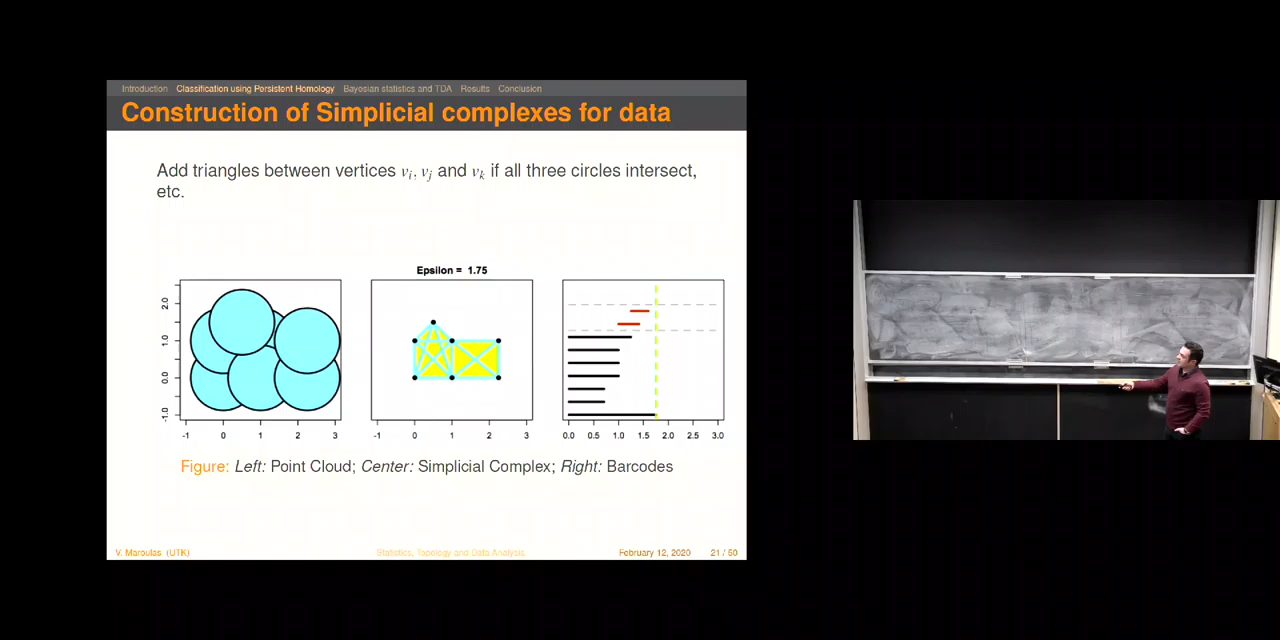 Introduction Classification using Persistent Homology Bayesian statistics and TDA Results Conclusion
Construction of Simplicial complexes for data
Add triangles between vertices vᵢ, vⱼ and vₖ if all three circles intersect,
etc.
Epsilon = 1.75
2.0
1.0
0.0
-1.0
-1 0 1 2 3
-1 0 1 2 3
0.0 0.5 1.0 1.5 2.0 2.5 3.0
Figure: Left: Point Cloud; Center: Simplicial Complex; Right: Barcodes
V. Maroulas (UTK) Statistics, Topology and Data Analysis February 12, 2020 21 / 50